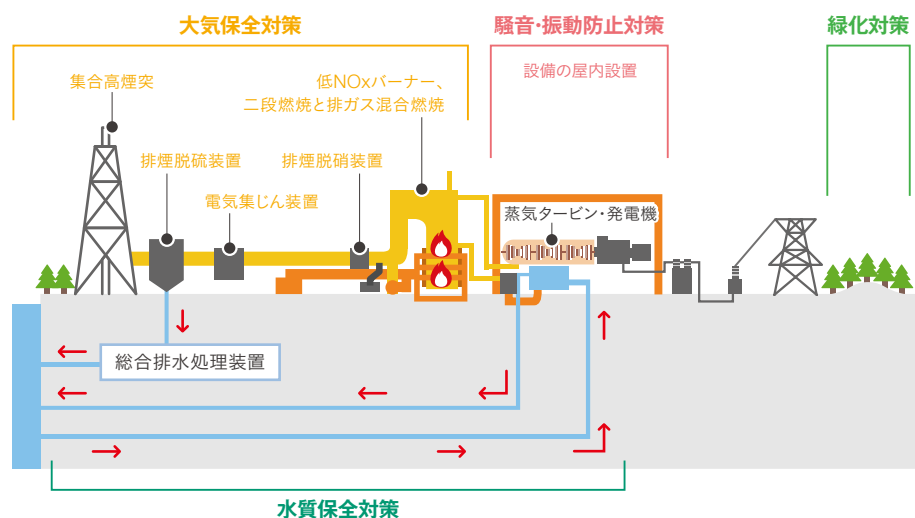 大気保全対策
騒音・振動防止対策
緑化対策
設備の屋内設置
集合高煙突
低NOxバーナー、
二段燃焼と排ガス混合燃焼
排煙脱硫装置
排煙脱硝装置
電気集じん装置
蒸気タービン・発電機
総合排水処理装置
水質保全対策